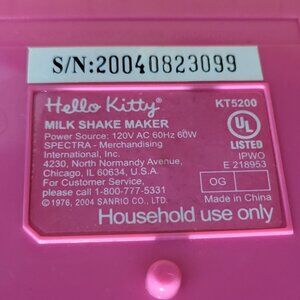 S/N:20040823099
Hello Kitty®
KT5200
MILK SHAKE MAKER
Power Source: 120V AC 60Hz 60W
SPECTRA - Merchandising
International, Inc.
4230, North Normandy Avenue,
Chicago, IL 60634, U.S.A.
For Customer Service,
please call 1-800-777-5331
© 1976, 2004 SANRIO CO., LTD.
UL
LISTED
IPWO
E 218953
OG
Made in China
Household use only